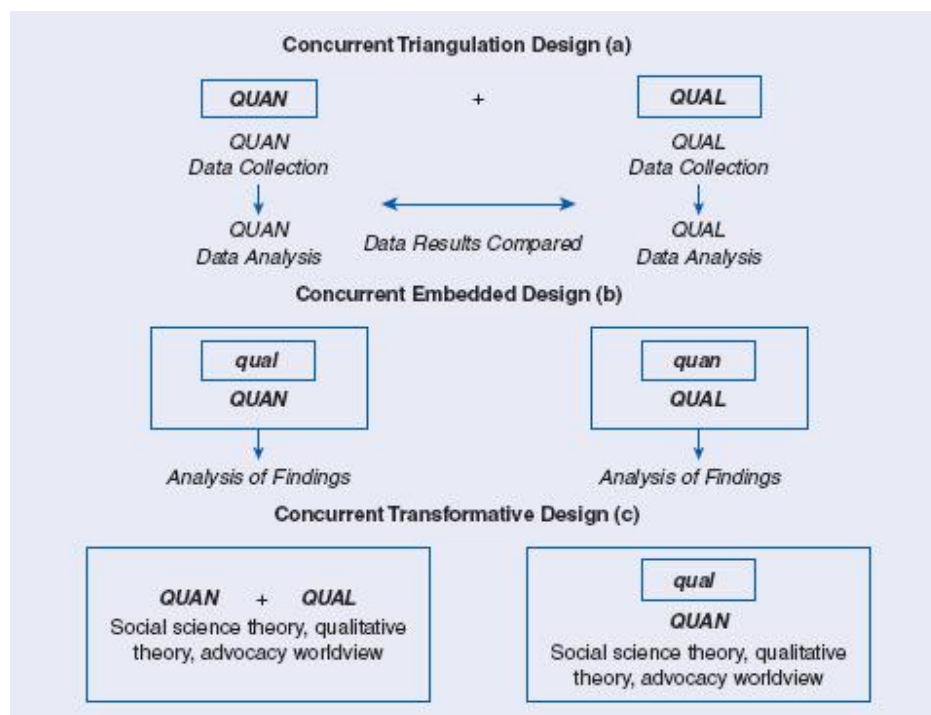 Concurrent Triangulation Design (a)
QUAN + QUAL
QUAN QUAL
Data Collection Data Collection
QUAN QUAL
Data Analysis Data Results Compared Data Analysis
Concurrent Embedded Design (b)
qual quan
QUAN QUAL
Analysis of Findings Analysis of Findings
Concurrent Transformative Design (c)
QUAN + QUAL
Social science theory, qualitative
theory, advocacy worldview
qual
QUAN
Social science theory, qualitative
theory, advocacy worldview